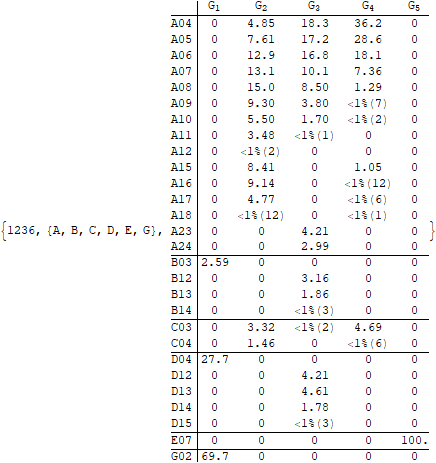 G1 G2 G3 G4 G5
A04 0 4.85 18.3 36.2 0
A05 0 7.61 17.2 28.6 0
A06 0 12.9 16.8 18.1 0
A07 0 13.1 10.1 7.36 0
A08 0 15.0 8.50 1.29 0
A09 0 9.30 3.80 <1%(7) 0
A10 0 5.50 1.70 <1%(2) 0
A11 0 3.48 <1%(1) 0 0
A12 0 <1%(2) 0 0 0
A15 0 8.41 0 1.05 0
A16 0 9.14 0 <1%(12) 0
A17 0 4.77 0 <1%(6) 0
A18 0 <1%(12) 0 <1%(1) 0
{1236, {A, B, C, D, E, G}, A23 0 0 4.21 0 0 }
A24 0 0 2.99 0 0
B03 2.59 0 0 0 0
B12 0 0 3.16 0 0
B13 0 0 1.86 0 0
B14 0 0 <1%(3) 0 0
C03 0 3.32 <1%(2) 4.69 0
C04 0 1.46 0 <1%(6) 0
D04 27.7 0 0 0 0
D12 0 0 4.21 0 0
D13 0 0 4.61 0 0
D14 0 0 1.78 0 0
D15 0 0 <1%(3) 0 0
E07 0 0 0 0 100.
G02 69.7 0 0 0 0